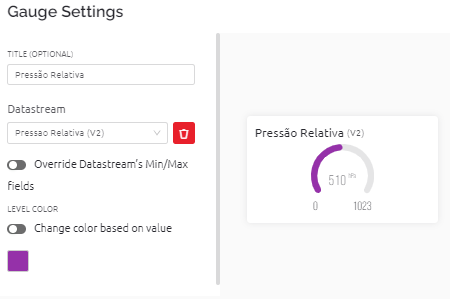 Gauge Settings
TITLE (OPTIONAL)
Pressão Relativa
Datastream
Pressao Relativa (V2)
Override Datastream's Min/Max
fields
LEVEL COLOR
Change color based on value
Pressão Relativa (V2)
510 hPa
0 1023